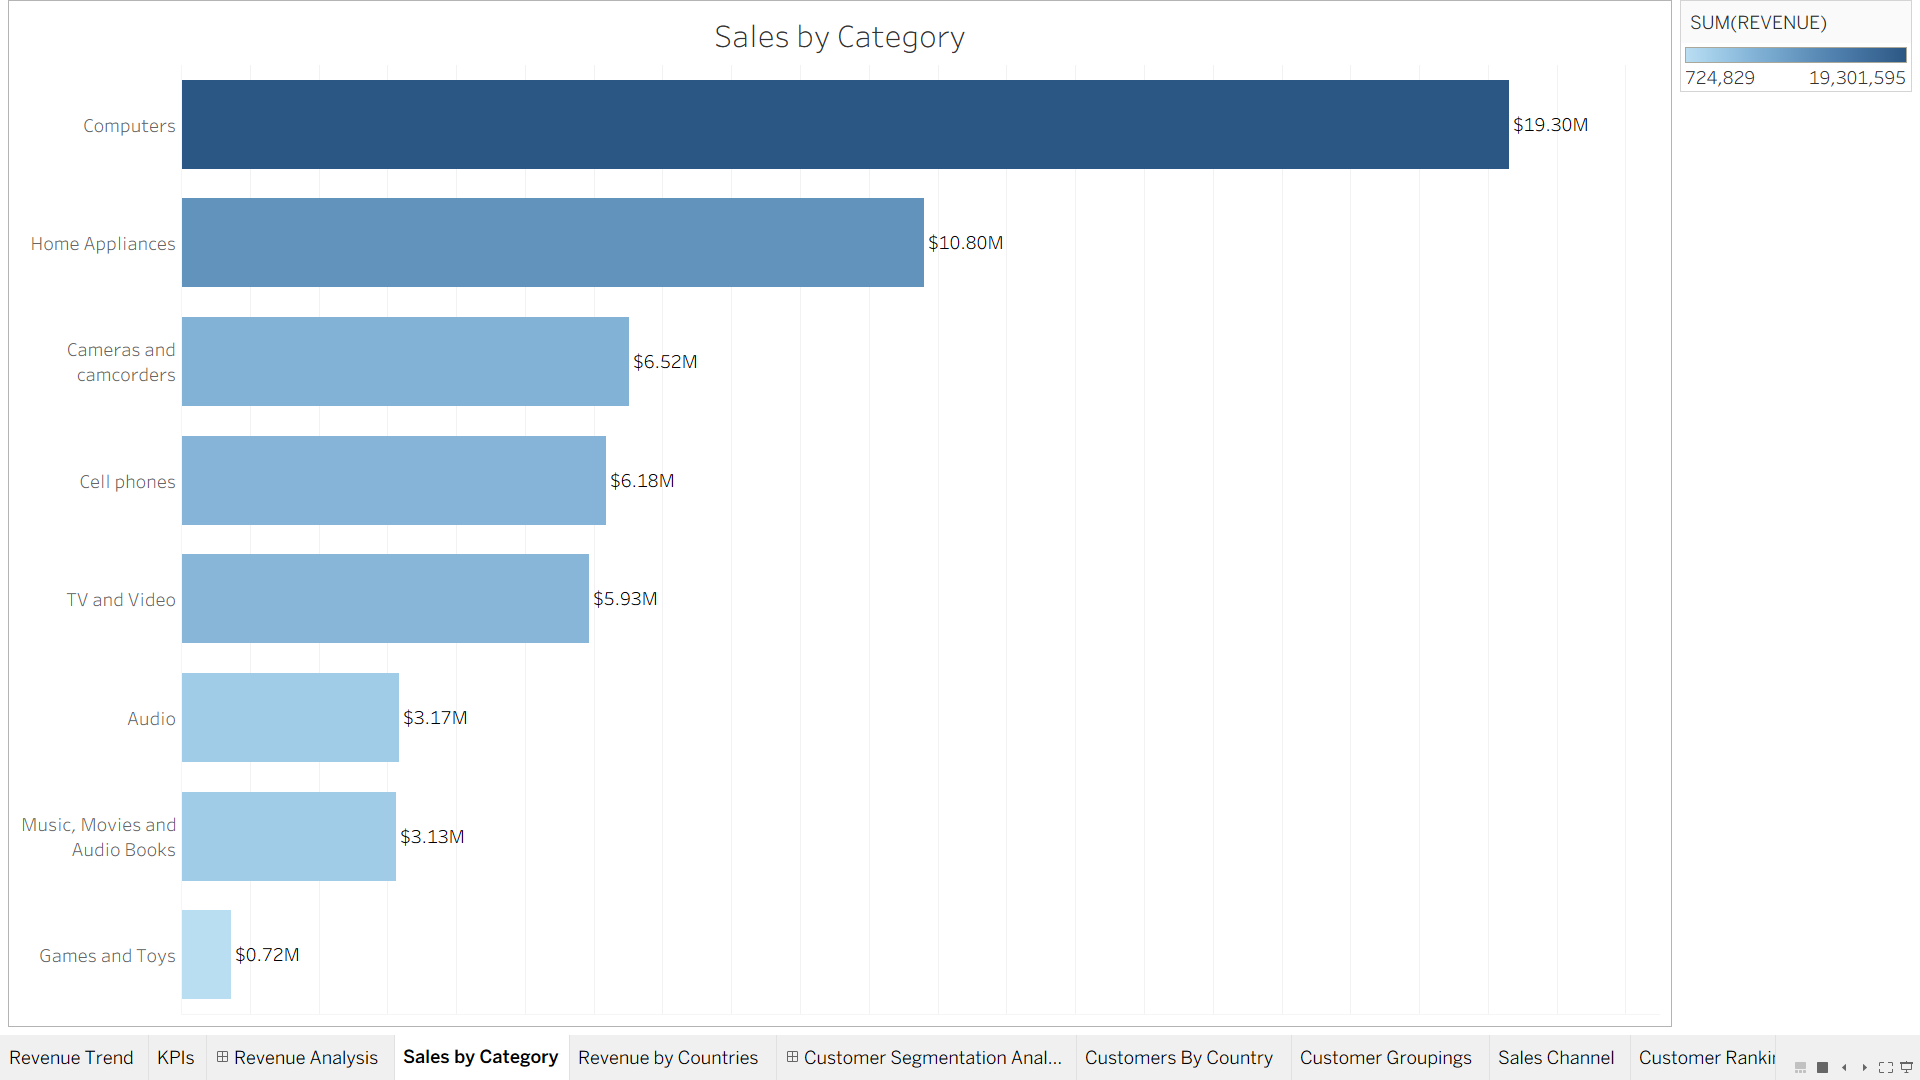 Sales by Category
SUM(REVENUE)
724,829 19,301,595
Computers $19.30M
Home Appliances $10.80M
Cameras and
camcorders
$6.52M
Cell phones $6.18M
TV and Video $5.93M
Audio $3.17M
Music, Movies and
Audio Books
$3.13M
Games and Toys $0.72M
Revenue Trend KPIs Revenue Analysis Sales by Category Revenue by Countries Customer Segmentation Anal... Customers By Country Customer Groupings Sales Channel Customer Rankin